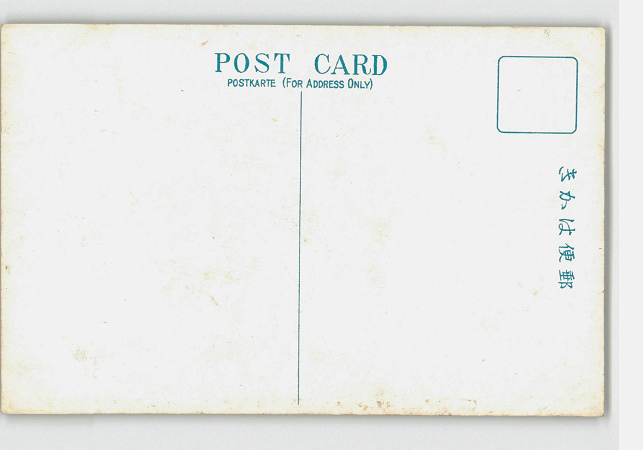 POST CARD
POSTKARTE (FOR ADDRESS ONLY)
きかは便郵